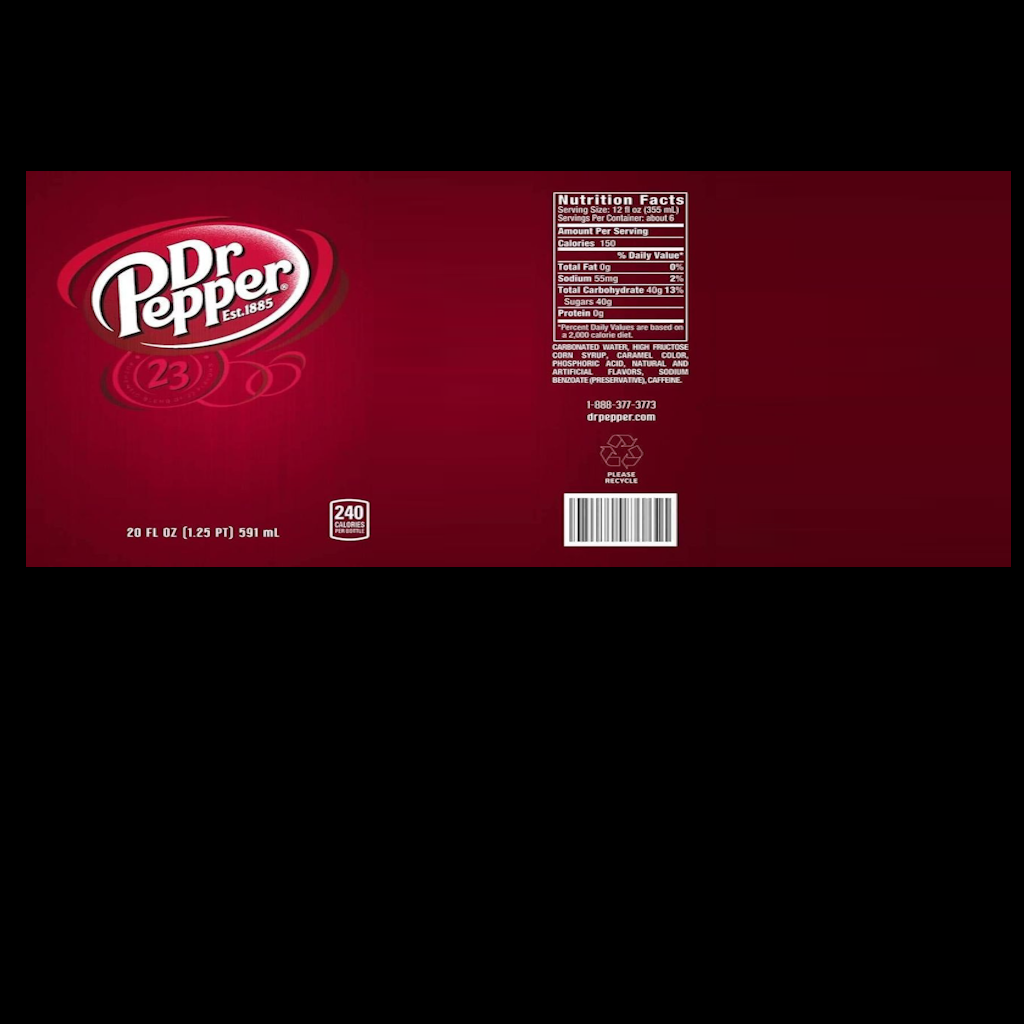 Dr
Pepper®
Est.1885
23
20 FL OZ (1.25 PT) 591 mL
240
CALORIES
PER BOTTLE
Nutrition Facts
Serving Size: 12 fl oz (355 mL)
Servings Per Container: about 6
Amount Per Serving
Calories 150
% Daily Value*
Total Fat 0g 0%
Sodium 55mg 2%
Total Carbohydrate 40g 13%
Sugars 40g
Protein 0g
*Percent Daily Values are based on
a 2,000 calorie diet.
CARBONATED WATER, HIGH FRUCTOSE
CORN SYRUP, CARAMEL COLOR,
PHOSPHORIC ACID, NATURAL AND
ARTIFICIAL FLAVORS, SODIUM
BENZOATE (PRESERVATIVE), CAFFEINE.
1-888-377-3773
drpepper.com
PLEASE
RECYCLE